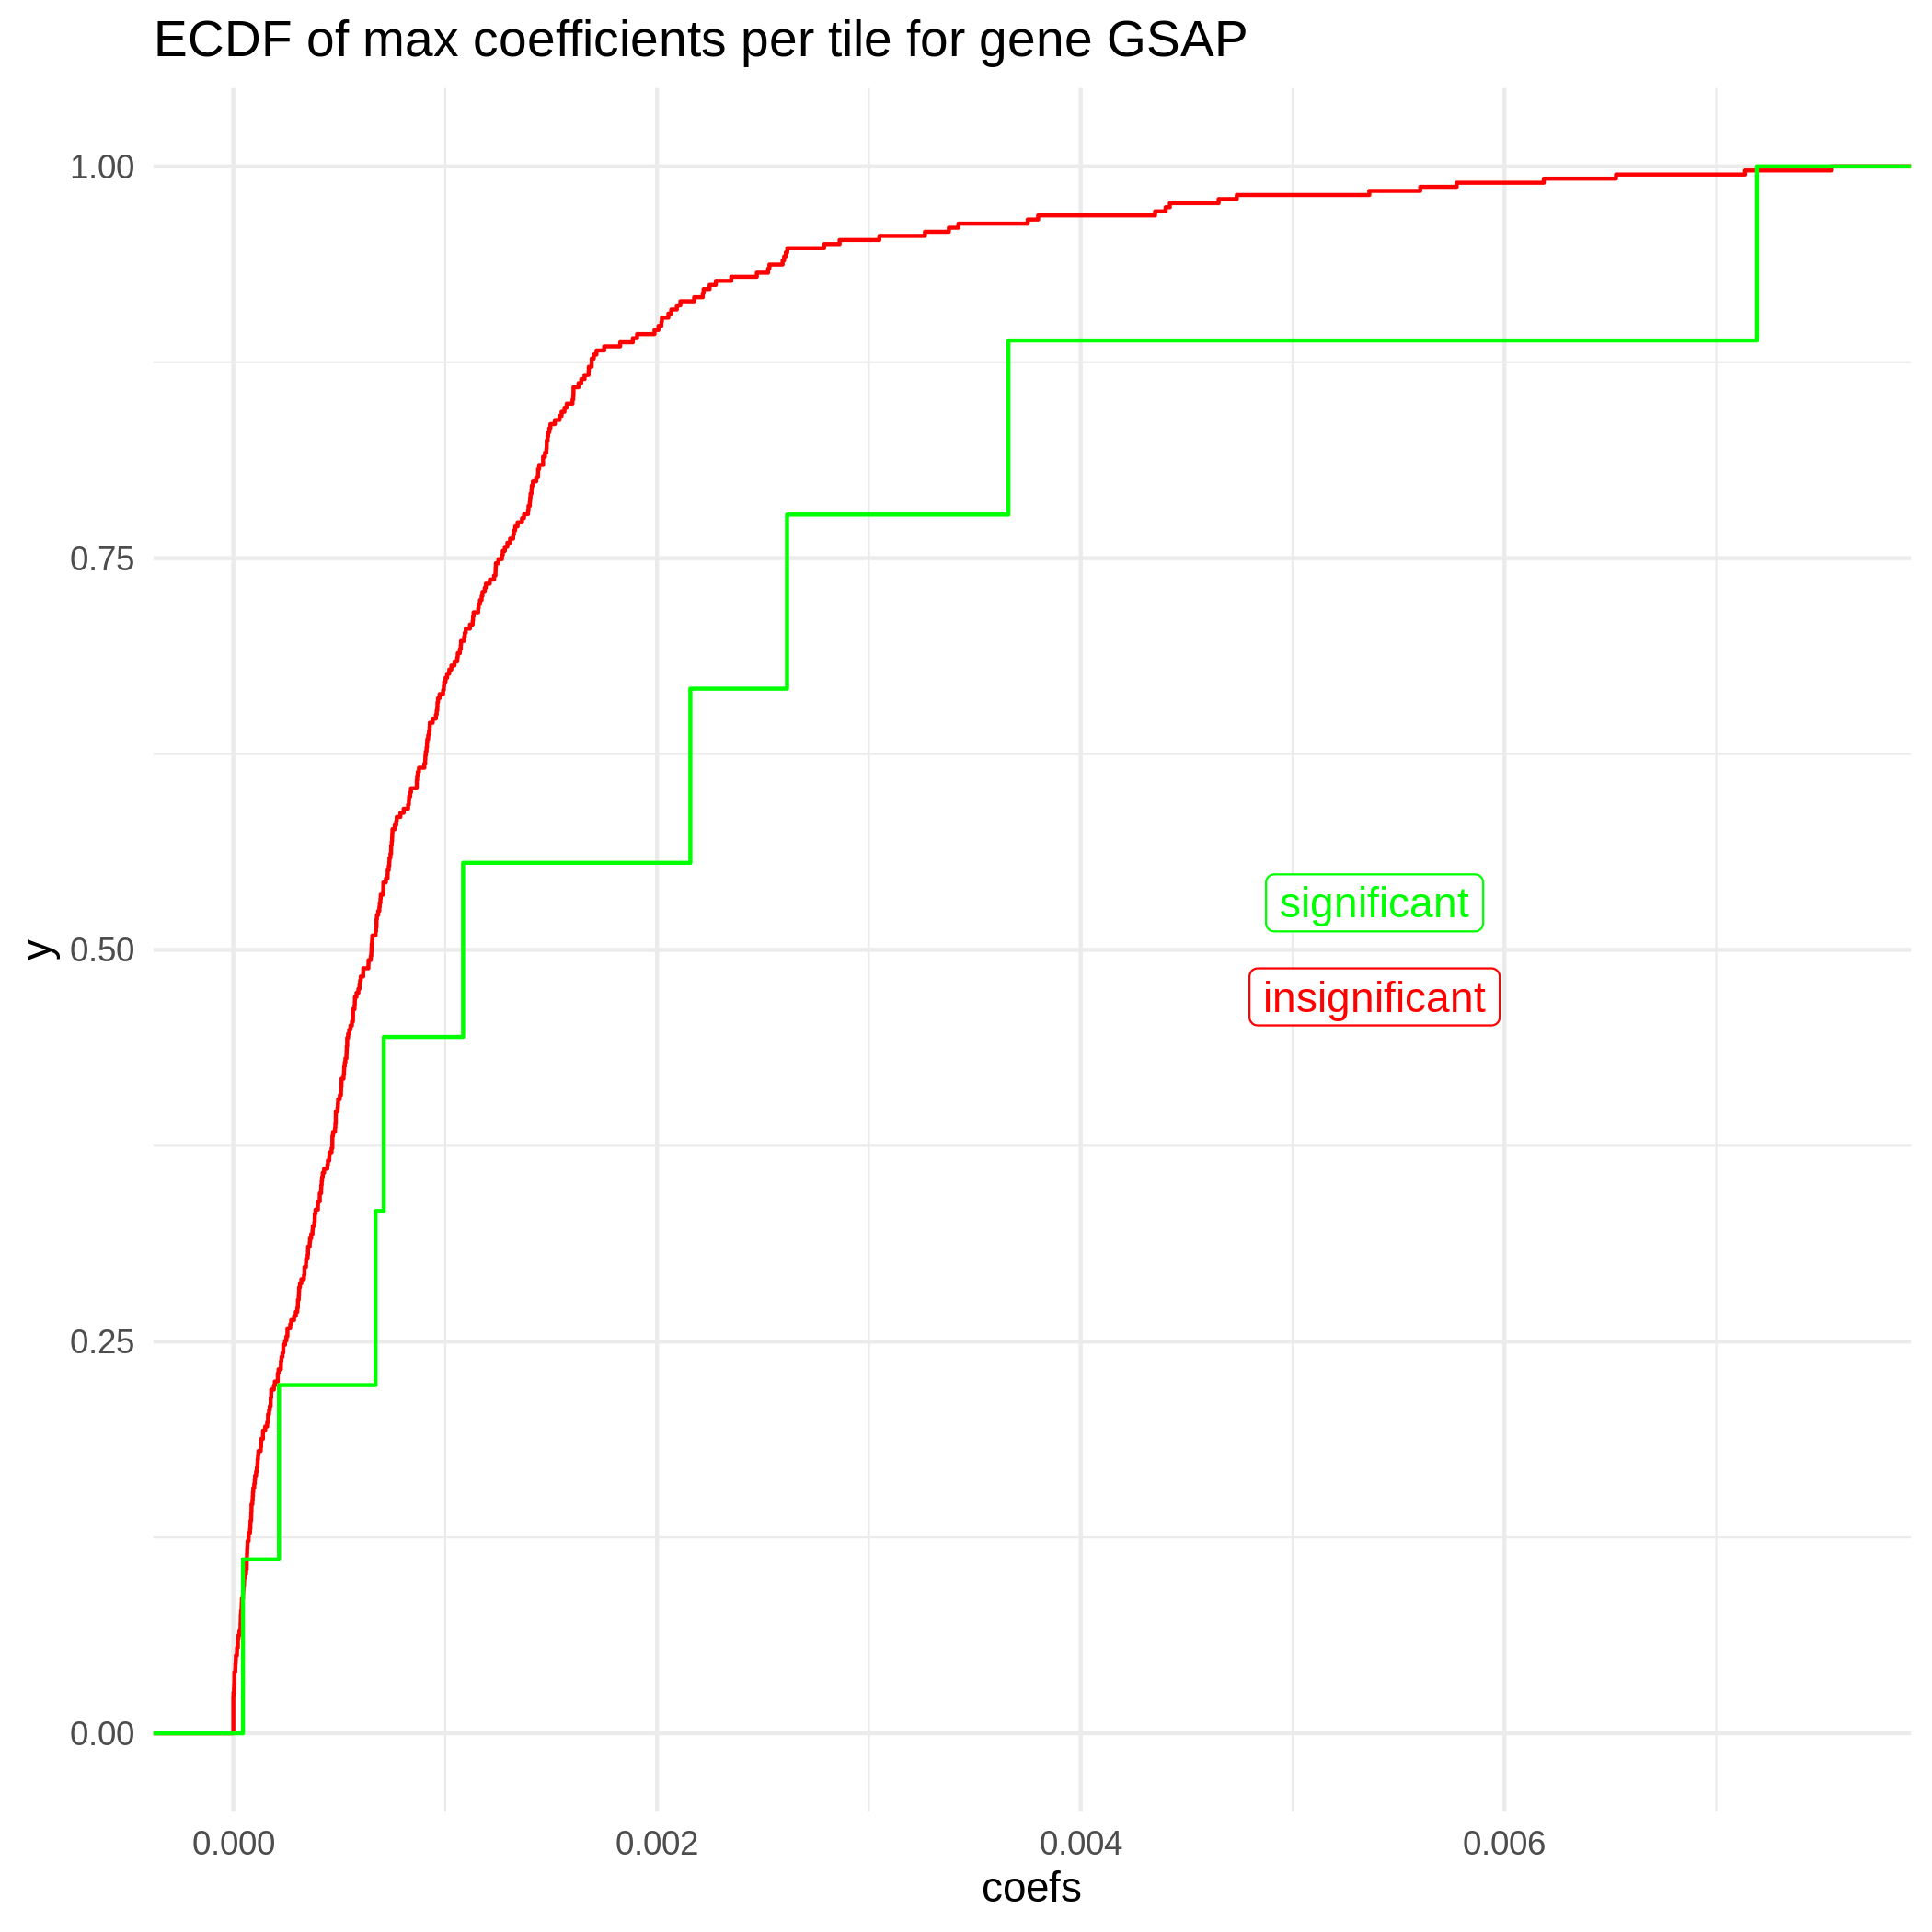 ECDF of max coefficients per tile for gene GSAP
1.00
0.75
0.50
0.25
0.00
y
significant
insignificant
0.000
0.002
0.004
0.006
coefs